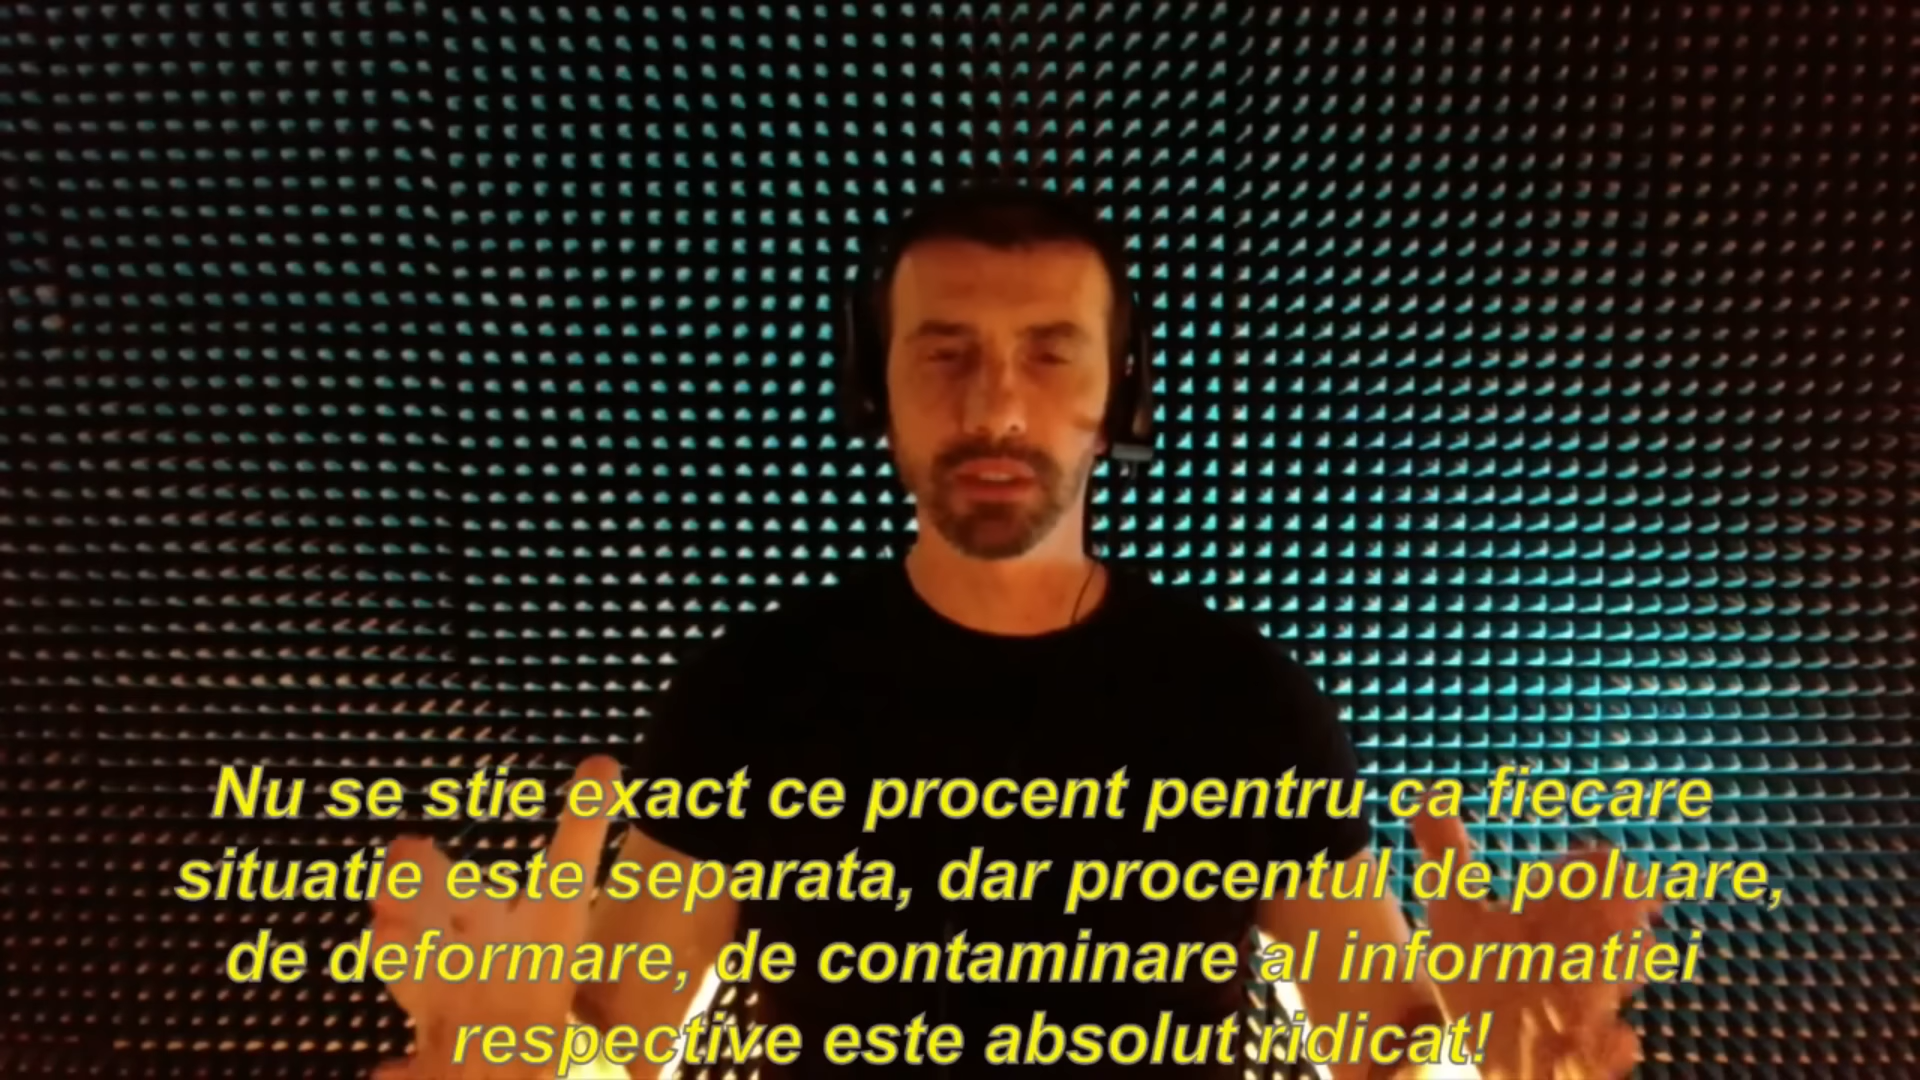 Nu se stie exact ce procent pentru ca fiecare
situatie este separata, dar procentul de poluare,
de deformare, de contaminare al informatiei
respective este absolut ridicat!